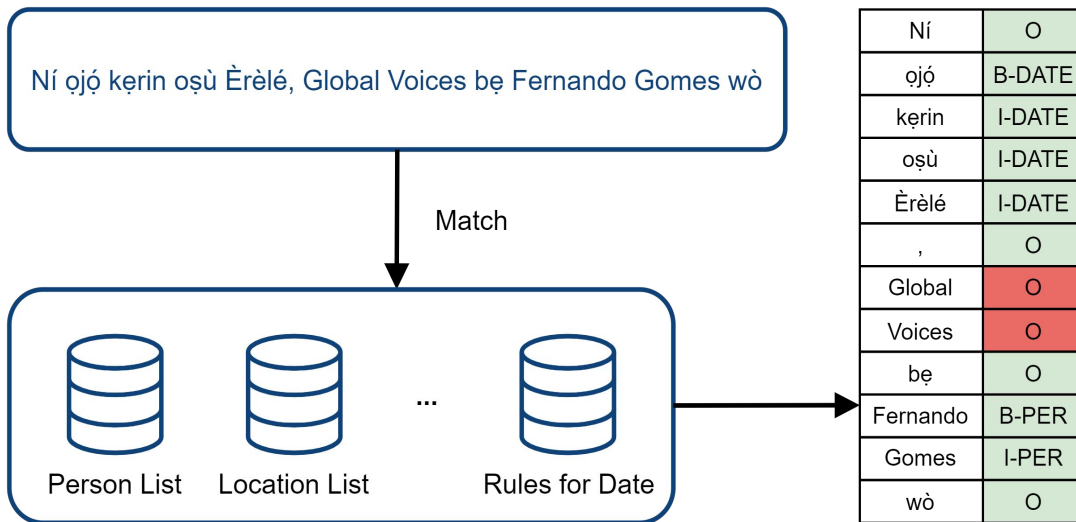 Ní ọjọ́ kẹrin oṣù Èrèlé, Global Voices bẹ Fernando Gomes wò
Match
Person List
Location List
...
Rules for Date
Ní O
ọjọ́ B-DATE
kẹrin I-DATE
oṣù I-DATE
Èrèlé I-DATE
, O
Global O
Voices O
bẹ O
Fernando B-PER
Gomes I-PER
wò O